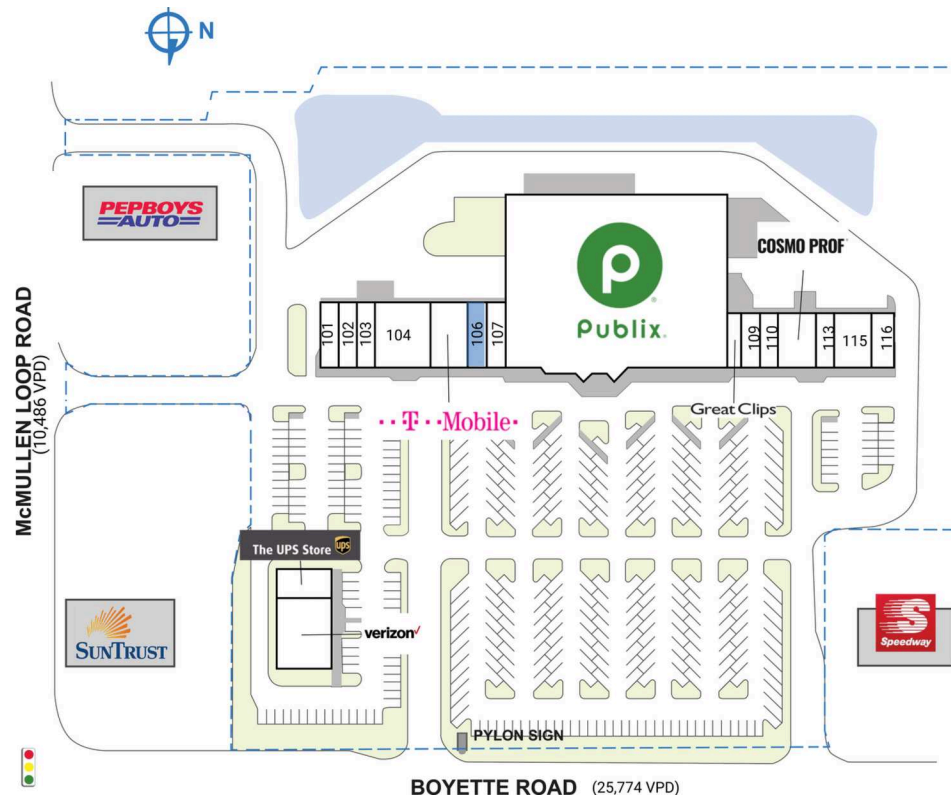 N
PEPBOYS
AUTO
COSMO PROF
P
Publix.
101
102
103
104
106
107
109
110
113
115
116
T Mobile
Great Clips
McMULLEN LOOP ROAD
(10,486 VPD)
The UPS Store
ups
verizon
SUNTRUST
S
Speedway
PYLON SIGN
BOYETTE ROAD (25,774 VPD)